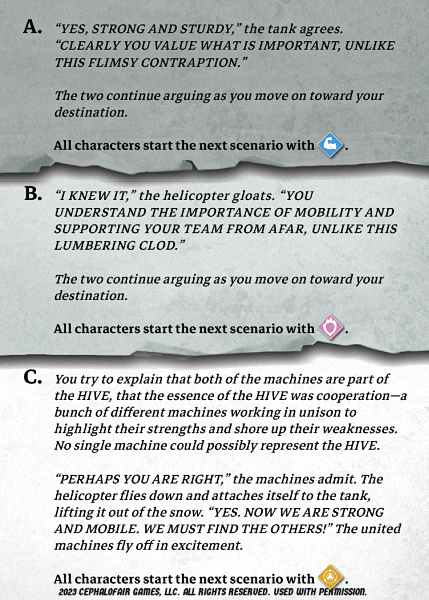 A. “YES, STRONG AND STURDY,” the tank agrees.
“CLEARLY YOU VALUE WHAT IS IMPORTANT, UNLIKE
THIS FLIMSY CONTRAPTION.”
The two continue arguing as you move on toward your
destination.
All characters start the next scenario with .
B. “I KNEW IT,” the helicopter gloats. “YOU
UNDERSTAND THE IMPORTANCE OF MOBILITY AND
SUPPORTING YOUR TEAM FROM AFAR, UNLIKE THIS
LUMBERING CLOD.”
The two continue arguing as you move on toward your
destination.
All characters start the next scenario with .
C. You try to explain that both of the machines are part of
the HIVE, that the essence of the HIVE was cooperation—a
bunch of different machines working in unison to
highlight their strengths and shore up their weaknesses.
No single machine could possibly represent the HIVE.
“PERHAPS YOU ARE RIGHT,” the machines admit. The
helicopter flies down and attaches itself to the tank,
lifting it out of the snow. “YES. NOW WE ARE STRONG
AND MOBILE. WE MUST FIND THE OTHERS!” The united
machines fly off in excitement.
All characters start the next scenario with .
2023 CEPHALOFAIR GAMES, LLC. ALL RIGHTS RESERVED. USED WITH PERMISSION.